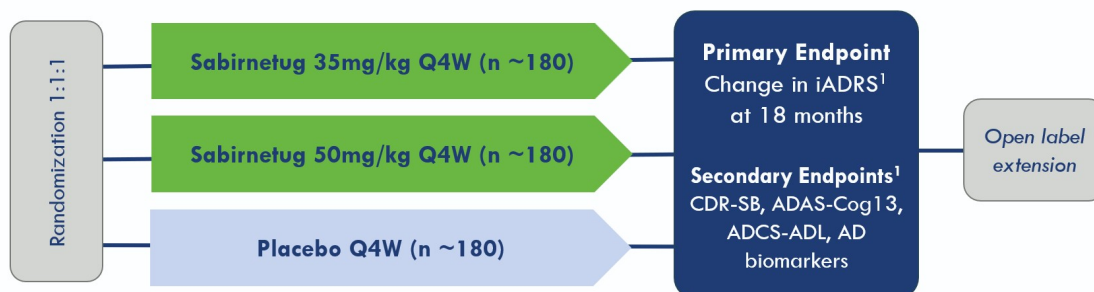 Randomization 1:1:1
Sabirnetug 35mg/kg Q4W (n ~180)
Sabirnetug 50mg/kg Q4W (n ~180)
Placebo Q4W (n ~180)
Primary Endpoint
Change in iADRS¹
at 18 months
Secondary Endpoints¹
CDR-SB, ADAS-Cog13,
ADCS-ADL, AD
biomarkers
Open label
extension